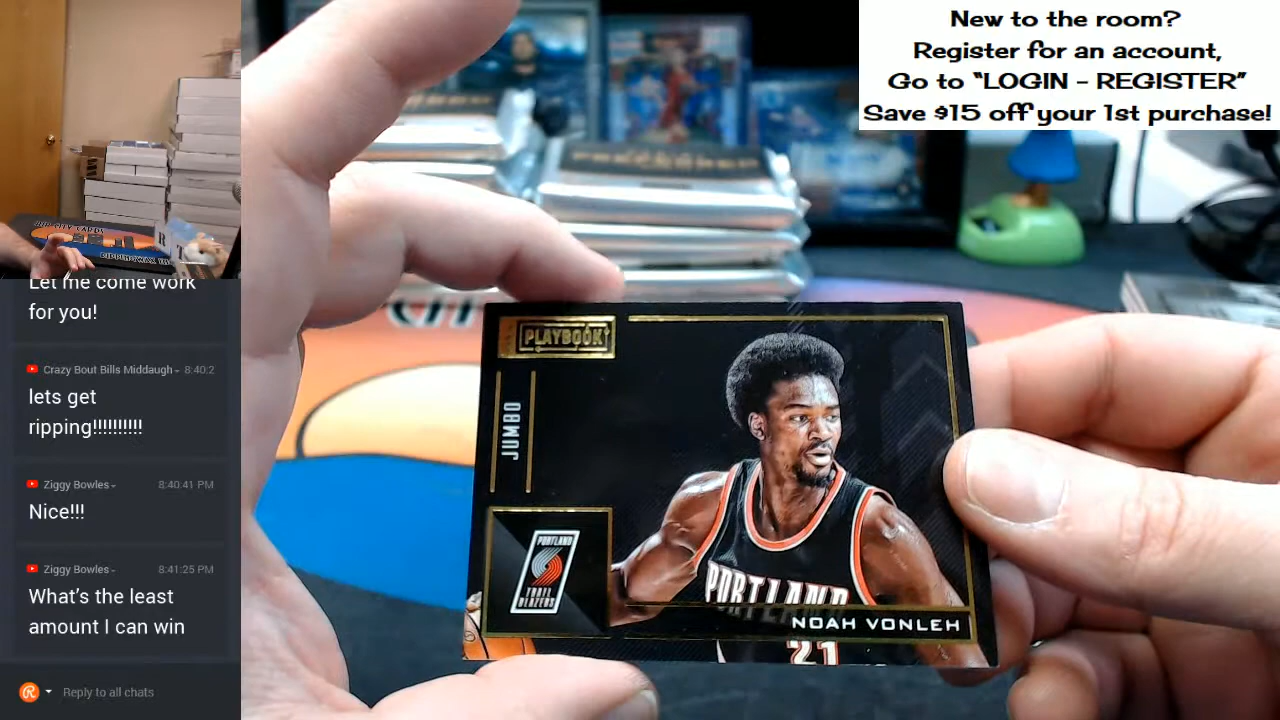 New to the room?
Register for an account,
Go to “LOGIN - REGISTER”
Save $15 off your 1st purchase!
Let me come work
for you!
Crazy Bout Bills Middaugh - 8:40:2
lets get
ripping!!!!!!!!!!
Ziggy Bowles - 8:40:41 PM
Nice!!!
Ziggy Bowles - 8:41:25 PM
What's the least
amount I can win
Reply to all chats
PLAYBOOK
JUMBO
PORTLAND
TRAIL
BLAZERS
PORTLAND
NOAH VONLEH
21